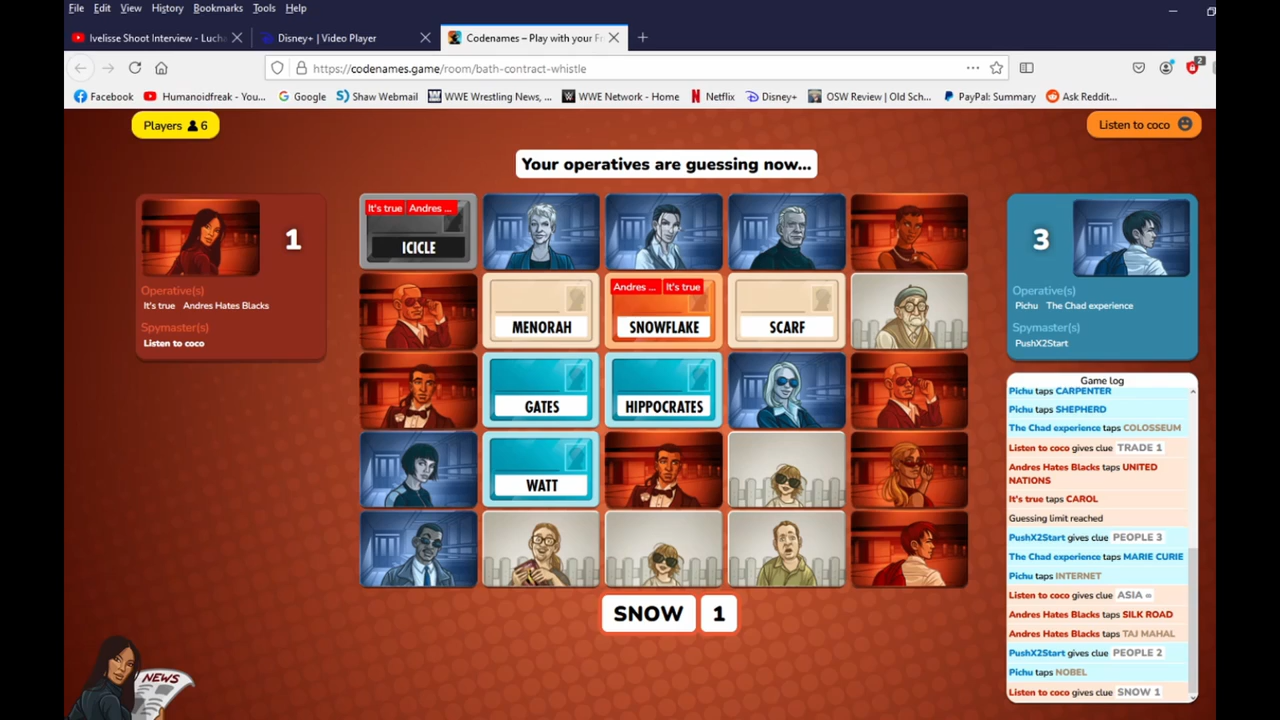 File Edit View History Bookmarks Tools Help
Ivelisse Shoot Interview - Lucha
Disney+ | Video Player
Codenames – Play with your Fr
https://codenames.game/room/bath-contract-whistle
2
Facebook
Humanoidfreak - You...
Google
Shaw Webmail
WWE Wrestling News, ...
WWE Network - Home
Netflix
Disney+
OSW Review | Old Sch...
PayPal: Summary
Ask Reddit...
Players 6
Listen to coco
Your operatives are guessing now...
1
Operative(s)
It's true Andres Hates Blacks
Spymaster(s)
Listen to coco
It's true Andres ...
ICICLE
MENORAH
Andres ... It's true
SNOWFLAKE
SCARF
GATES
HIPPOCRATES
WATT
SNOW 1
NEWS
3
Operative(s)
Pichu The Chad experience
Spymaster(s)
PushX2Start
Game log
Pichu taps CARPENTER
Pichu taps SHEPHERD
The Chad experience taps COLOSSEUM
Listen to coco gives clue TRADE 1
Andres Hates Blacks taps UNITED
NATIONS
It's true taps CAROL
Guessing limit reached
PushX2Start gives clue PEOPLE 3
The Chad experience taps MARIE CURIE
Pichu taps INTERNET
Listen to coco gives clue ASIA ∞
Andres Hates Blacks taps SILK ROAD
Andres Hates Blacks taps TAJ MAHAL
PushX2Start gives clue PEOPLE 2
Pichu taps NOBEL
Listen to coco gives clue SNOW 1